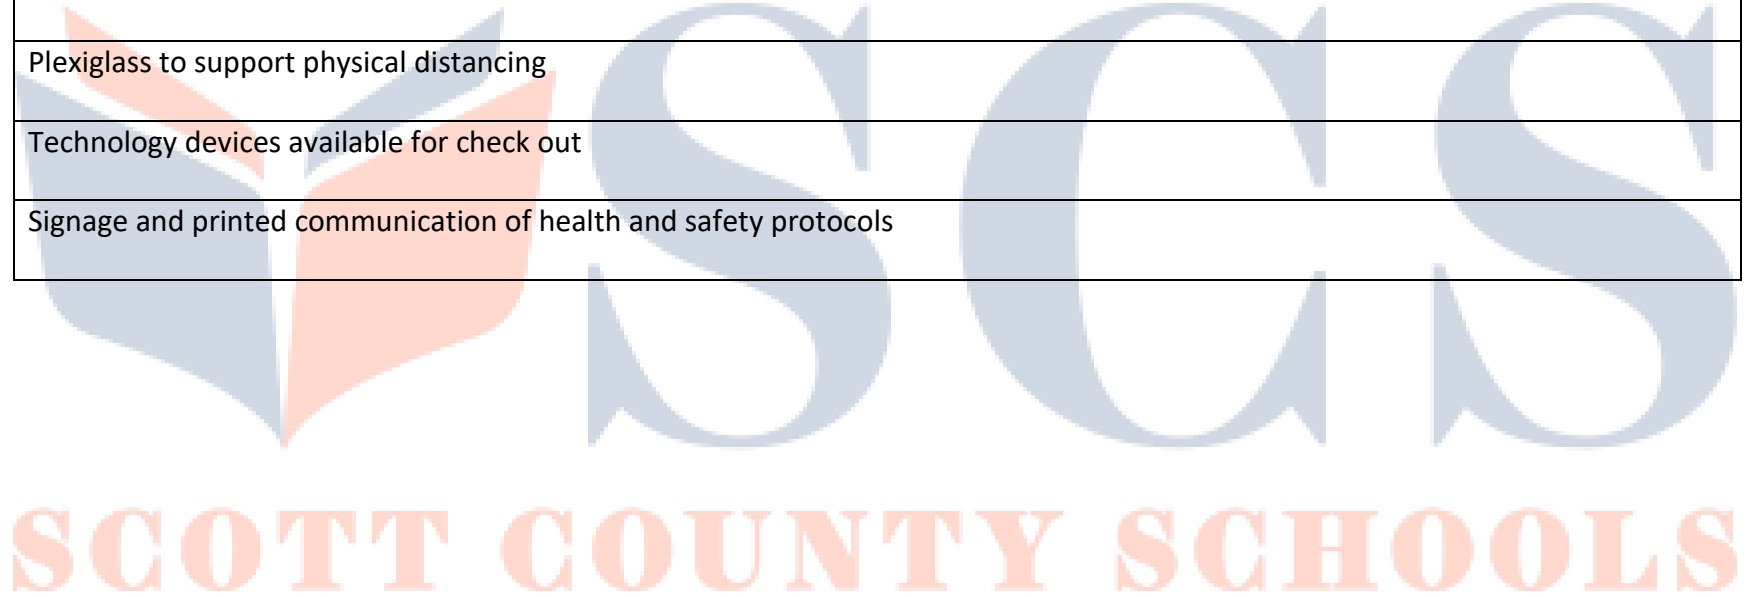 Plexiglass to support physical distancing
Technology devices available for check out
Signage and printed communication of health and safety protocols
SCS
SCOTT COUNTY SCHOOLS